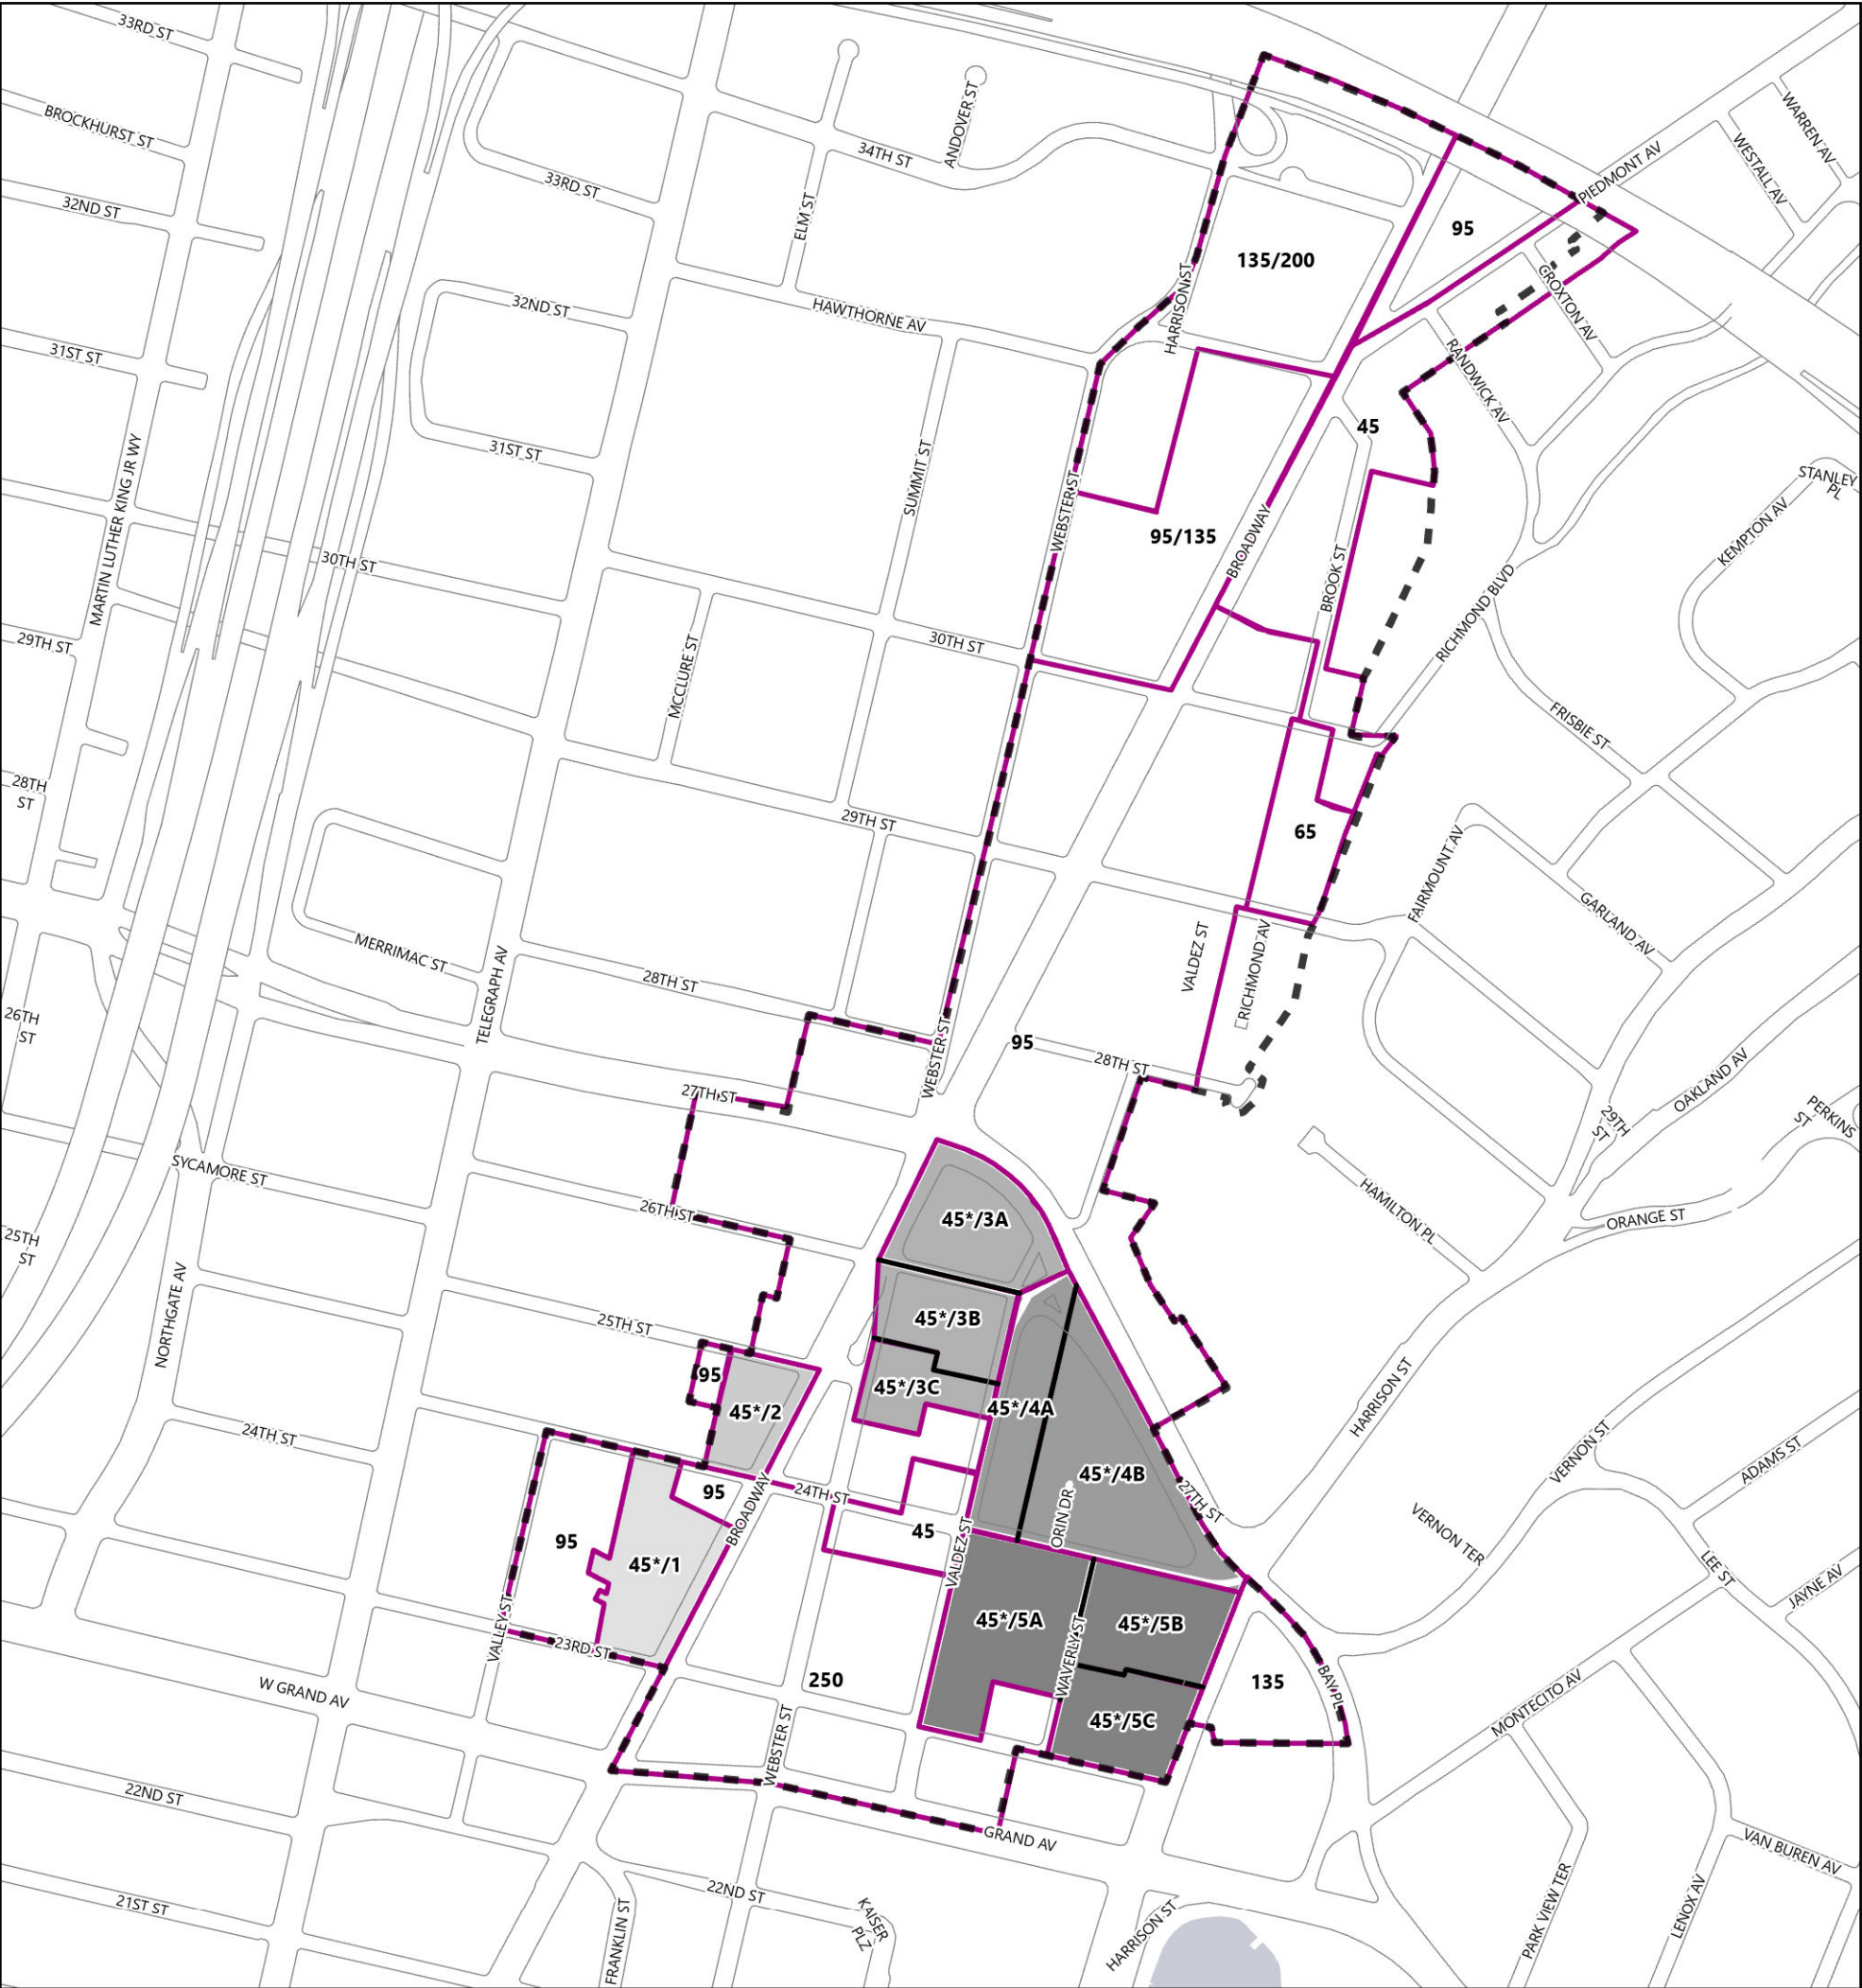 33RD ST
BROCKHURST ST
32ND ST
31ST ST
MARTIN LUTHER KING JR WY
29TH ST
28TH
ST
26TH
ST
25TH
ST
33RD ST
34TH ST
ANDOVER ST
ELM ST
32ND ST
31ST ST
30TH ST
HAWTHORNE AV
SUMMIT ST
MCCLURE ST
30TH ST
29TH ST
28TH ST
MERRIMAC ST
TELEGRAPH AV
27TH ST
26TH ST
25TH ST
SYCAMORE ST
NORTHGATE AV
24TH ST
HARRISON ST
WEBSTER ST
BROADWAY
BROOK ST
135/200
95
PIEDMONT AV
WESTALL AV
WARREN AV
CROXTON AV
RANDWICK AV
45
95/135
STANLEY
PL
KEMPTON AV
RICHMOND BLVD
FRISBIE ST
65
FAIRMOUNT AV
GARLAND AV
VALDEZ ST
RICHMOND AV
WEBSTER ST
95
28TH ST
OAKLAND AV
29TH
ST
PERKINS
ST
HAMILTON PL
ORANGE ST
45*/3A
45*/3B
45*/3C
45*/4A
45*/4B
95
45*/2
24TH ST
95
BROADWAY
95
45*/1
45
VALDEZ ST
ORIN DR
27TH ST
HARRISON ST
VERNON ST
ADAMS ST
VERNON TER
LEE ST
JAYNE AV
VALLEY ST
23RD ST
W GRAND AV
250
WEBSTER ST
45*/5A
45*/5B
WAVERLY ST
45*/5C
135
BAY PL
MONTECITO AV
22ND ST
GRAND AV
VAN BUREN AV
21ST ST
FRANKLIN ST
22ND ST
KAISER
PLZ
HARRISON ST
PARK VIEW TER
LENOX AV